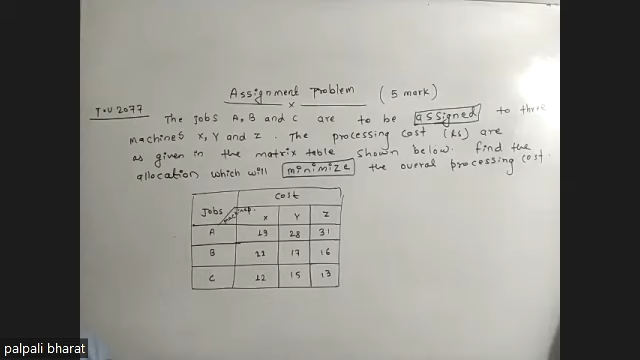 Assignment Problem (5 mark)
T.U 2077
The Jobs A, B and C are to be assigned to three
machines X, Y and Z. The processing cost (Rs) are
as given in the matrix table shown below. Find the
allocation which will minimize the overal processing cost.
Jobs Cost
X Y Z
A 19 28 31
B 11 17 16
C 12 15 13
palpali bharat